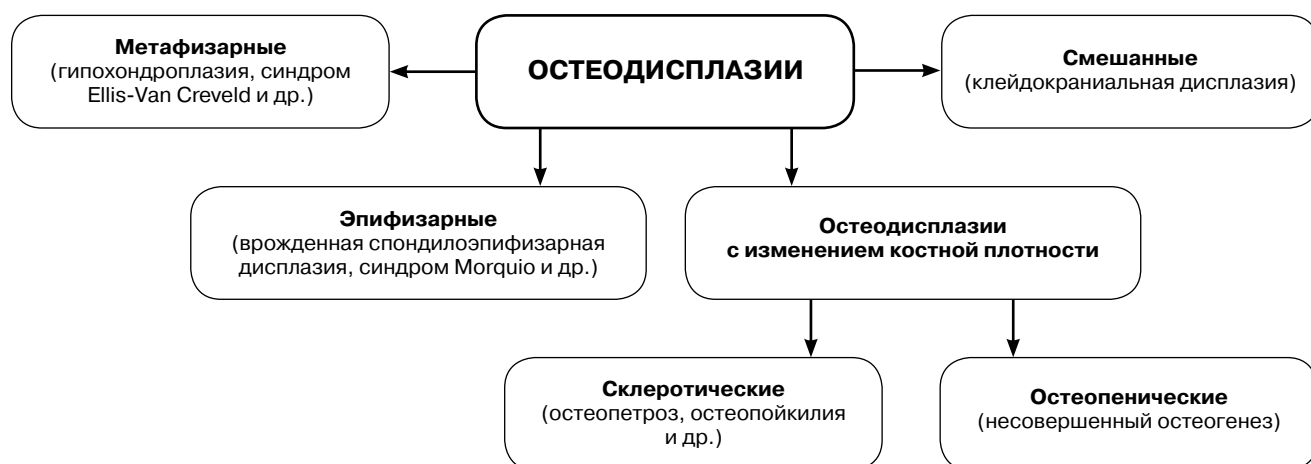 Метафизарные
(гипохондроплазия, синдром
Ellis-Van Creveld и др.)
ОСТЕОДИСПЛАЗИИ
Смешанные
(клейдокраниальная дисплазия)
Эпифизарные
(врожденная спондилоэпифизарная
дисплазия, синдром Morquio и др.)
Остеодисплазии
с изменением костной плотности
Склеротические
(остеопетроз, остеопойкилия
и др.)
Остеопенические
(несовершенный остеогенез)